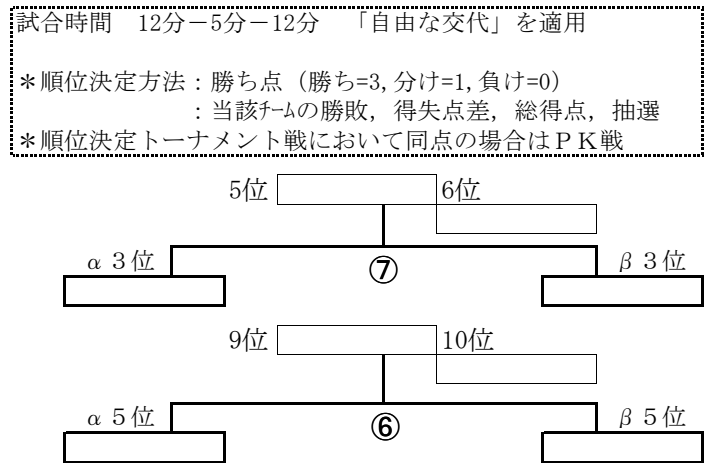 試合時間　12分－5分－12分　「自由な交代」を適用
＊順位決定方法：勝ち点（勝ち=3,分け=1,負け=0）
：当該ﾁｰﾑの勝敗，得失点差，総得点，抽選
＊順位決定トーナメント戦において同点の場合はＰＫ戦
5位 6位
α３位 ⑦ β３位
9位 10位
α５位 ⑥ β５位